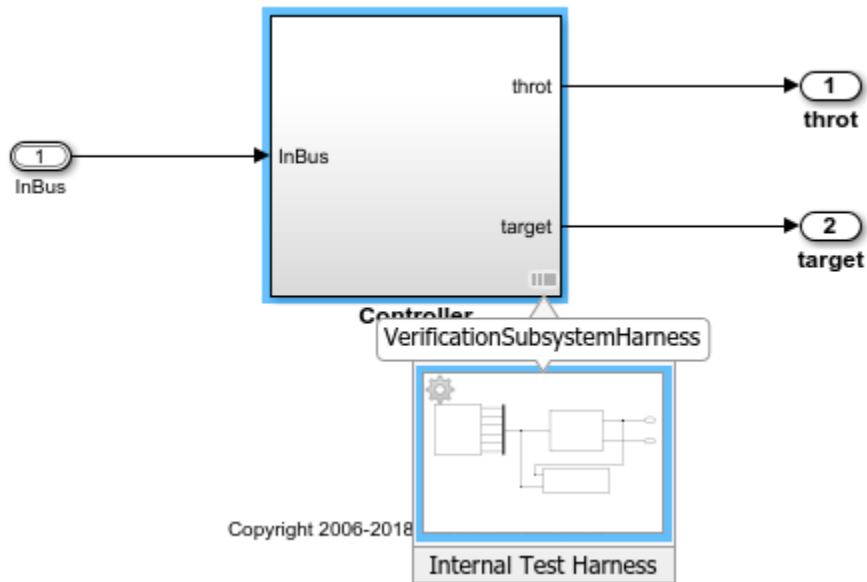 throt
1
throt
1
InBus
InBus
target
2
target
Controller
VerificationSubsystemHarness
Copyright 2006-2018
Internal Test Harness